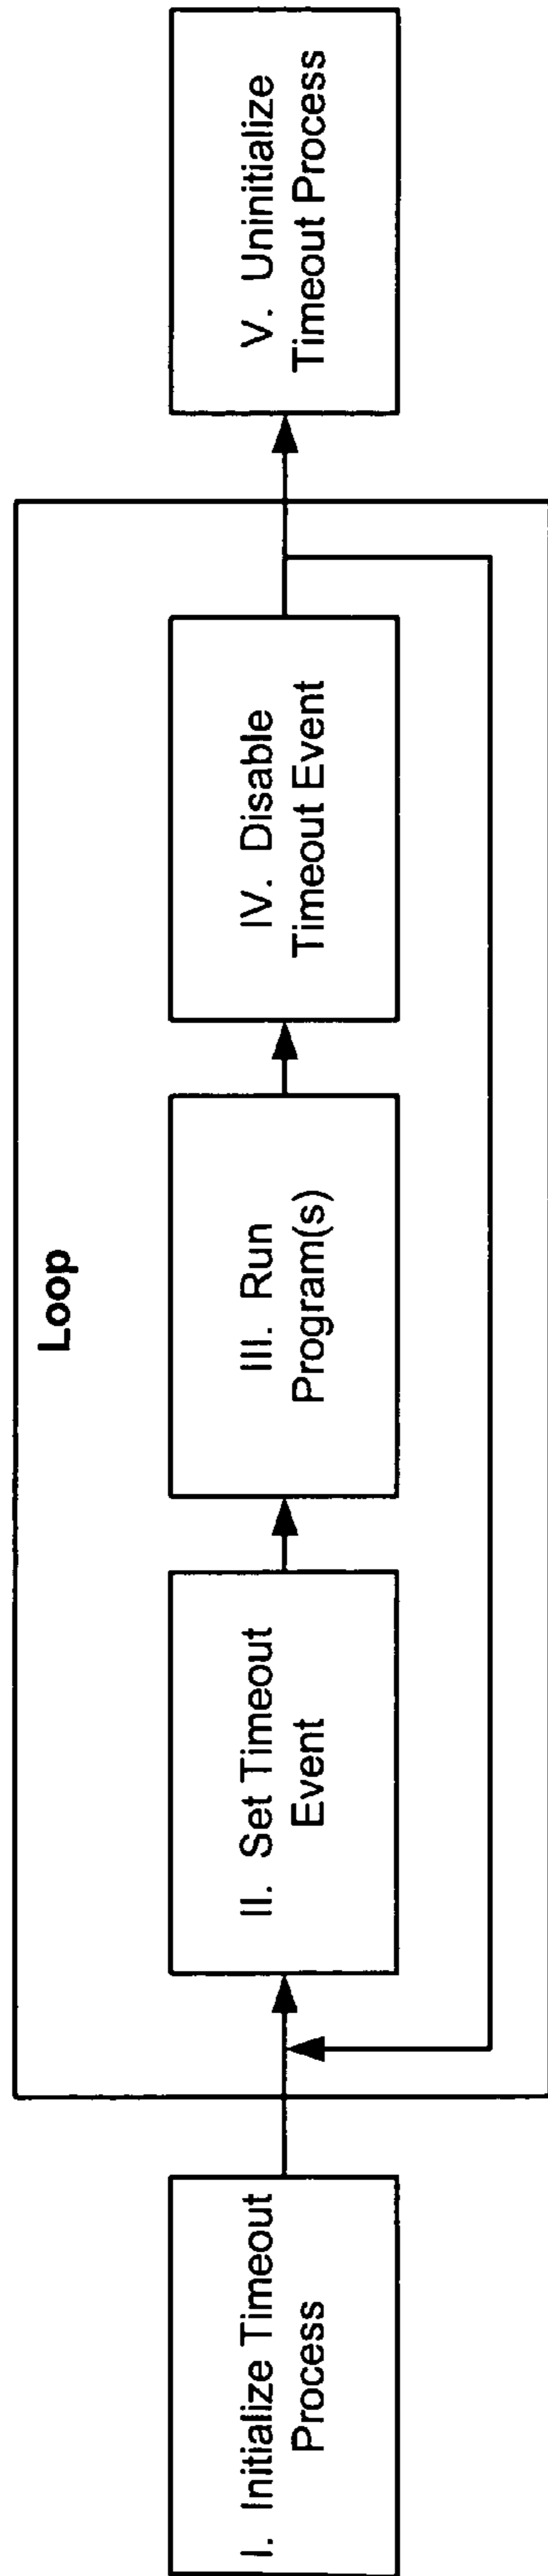 Loop
I. Initialize Timeout
Process
II. Set Timeout
Event
III. Run
Program(s)
IV. Disable
Timeout Event
V. Uninitialize
Timeout Process